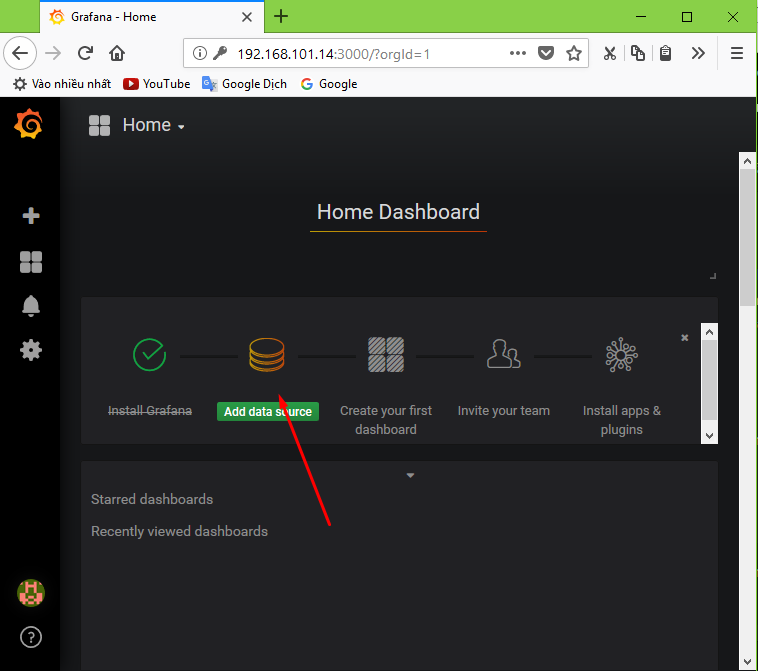 Grafana - Home
192.168.101.14:3000/?orgId=1
Vào nhiều nhất YouTube Google Dịch Google
Home
Home Dashboard
Install Grafana
Add data source
Create your first
dashboard
Invite your team
Install apps &
plugins
Starred dashboards
Recently viewed dashboards